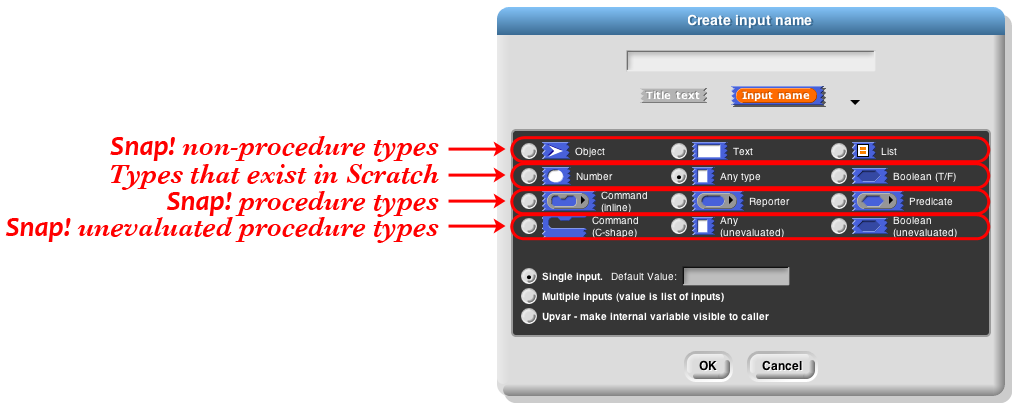 Create input name
Title text Input name
Snap! non-procedure types
Object Text List
Types that exist in Scratch
Number Any type Boolean (T/F)
Snap! procedure types
Command (inline) Reporter Predicate
Snap! unevaluated procedure types
Command (C-shape) Any (unevaluated) Boolean (unevaluated)
Single input. Default Value:
Multiple inputs (value is list of inputs)
Upvar - make internal variable visible to caller
OK Cancel